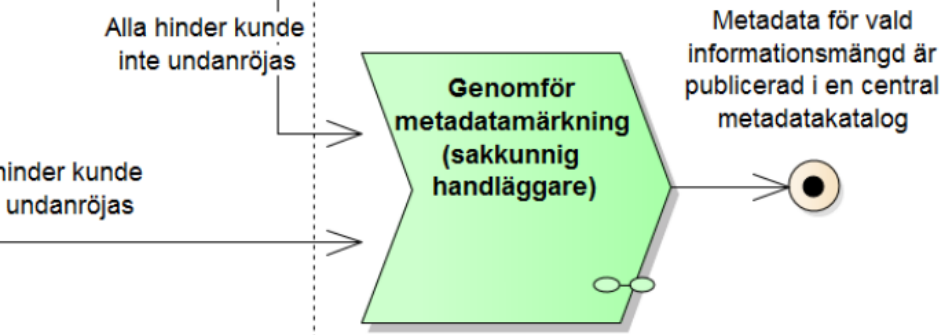 Alla hinder kunde
inte undanröjas
hinder kunde
undanröjas
Genomför
metadatamärkning
(sakkunnig
handläggare)
Metadata för vald
informationsmängd är
publicerad i en central
metadatakatalog